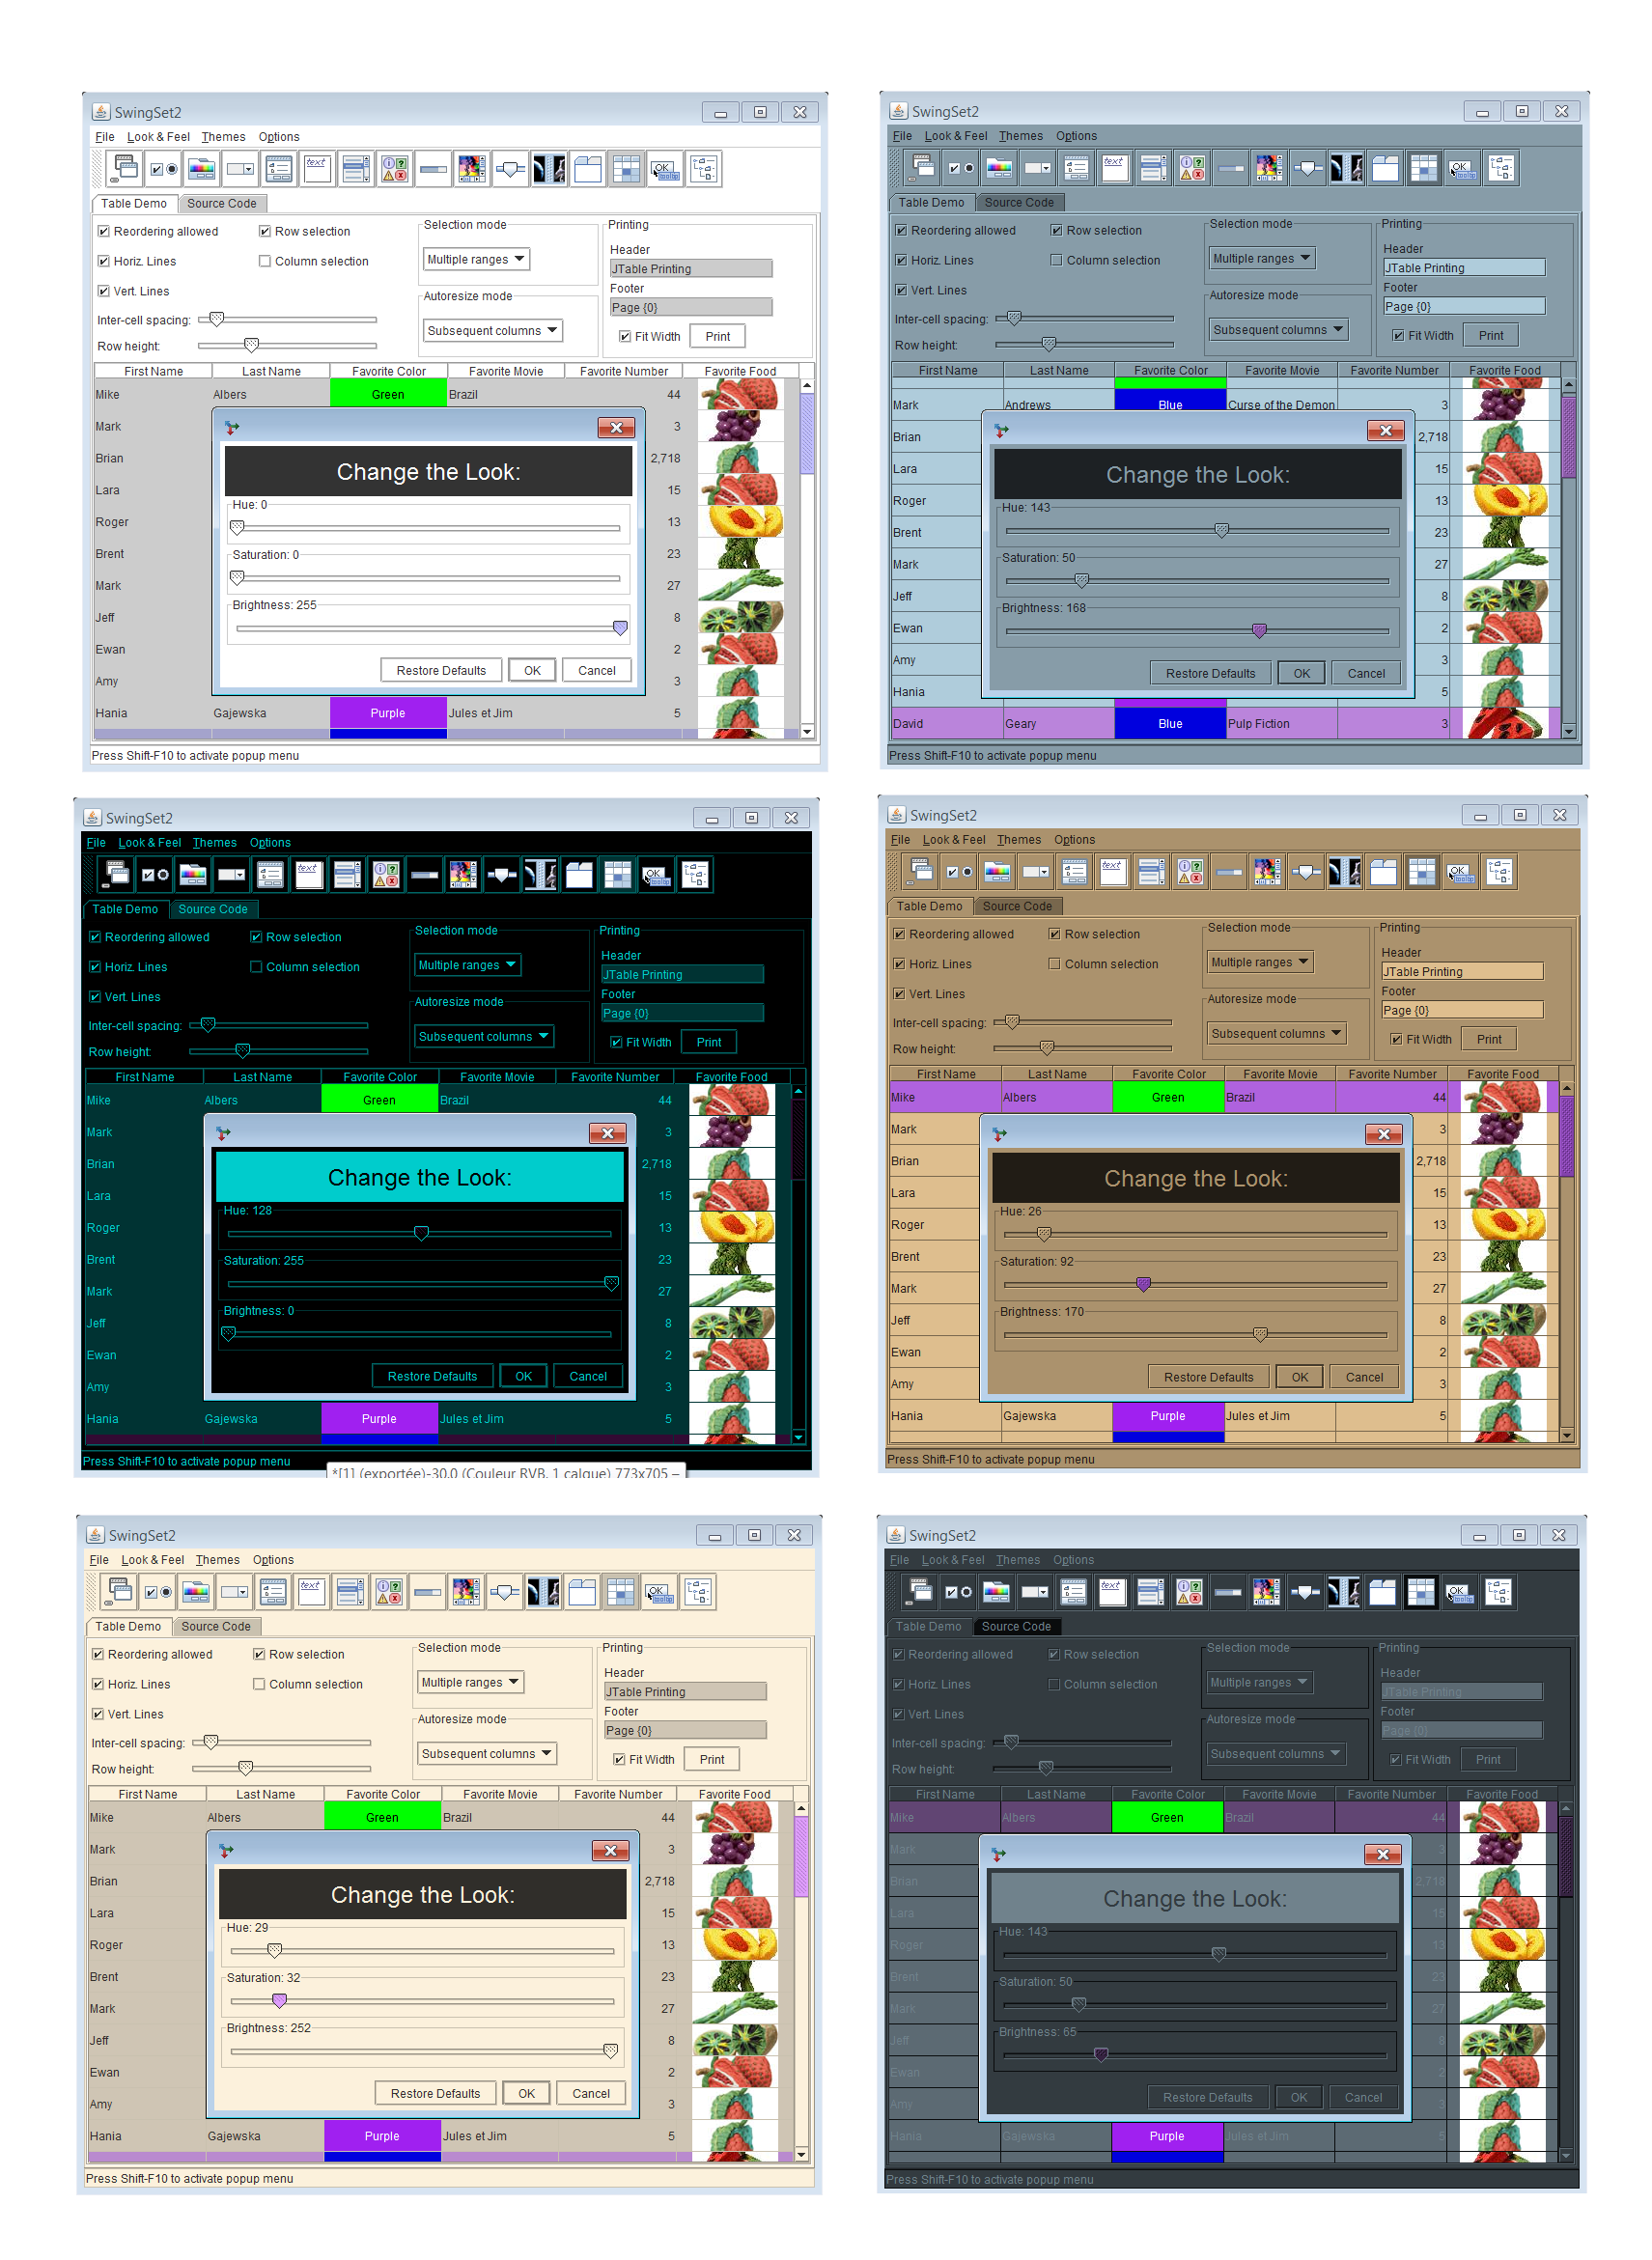 SwingSet2
File Look & Feel Themes Options
Table Demo Source Code
Reordering allowed Row selection Selection mode Printing
Horiz. Lines Column selection Multiple ranges Header
JTable Printing
Vert. Lines Autoresize mode Footer
Page {0}
Inter-cell spacing: Subsequent columns Fit Width Print
Row height:
First Name Last Name Favorite Color Favorite Movie Favorite Number Favorite Food
Mike Albers Green Brazil 44
Mark 3
Brian 2,718
Lara 15
Roger 13
Brent 23
Mark 27
Jeff 8
Ewan 2
Amy 3
Hania Gajewska Purple Jules et Jim 5
Change the Look:
Hue: 0
Saturation: 0
Brightness: 255
Restore Defaults OK Cancel
Press Shift-F10 to activate popup menu
SwingSet2
File Look & Feel Themes Options
Table Demo Source Code
Reordering allowed Row selection Selection mode Printing
Horiz. Lines Column selection Multiple ranges Header
JTable Printing
Vert. Lines Autoresize mode Footer
Page {0}
Inter-cell spacing: Subsequent columns Fit Width Print
Row height:
First Name Last Name Favorite Color Favorite Movie Favorite Number Favorite Food
Mark Andrews Blue Curse of the Demon 3
Brian 2,718
Lara 15
Roger 13
Brent 23
Mark 27
Jeff 8
Ewan 2
Amy 3
Hania 5
David Geary Blue Pulp Fiction 3
Change the Look:
Hue: 143
Saturation: 50
Brightness: 168
Restore Defaults OK Cancel
Press Shift-F10 to activate popup menu
SwingSet2
File Look & Feel Themes Options
Table Demo Source Code
Reordering allowed Row selection Selection mode Printing
Horiz. Lines Column selection Multiple ranges Header
JTable Printing
Vert. Lines Autoresize mode Footer
Page {0}
Inter-cell spacing: Subsequent columns Fit Width Print
Row height:
First Name Last Name Favorite Color Favorite Movie Favorite Number Favorite Food
Mike Albers Green Brazil 44
Mark 3
Brian 2,718
Lara 15
Roger 13
Brent 23
Mark 27
Jeff 8
Ewan 2
Amy 3
Hania Gajewska Purple Jules et Jim 5
Change the Look:
Hue: 128
Saturation: 255
Brightness: 0
Restore Defaults OK Cancel
Press Shift-F10 to activate popup menu
*[1] (exportée)-30,0 (Couleur RVB, 1 calque) 773x705 –
SwingSet2
File Look & Feel Themes Options
Table Demo Source Code
Reordering allowed Row selection Selection mode Printing
Horiz. Lines Column selection Multiple ranges Header
JTable Printing
Vert. Lines Autoresize mode Footer
Page {0}
Inter-cell spacing: Subsequent columns Fit Width Print
Row height:
First Name Last Name Favorite Color Favorite Movie Favorite Number Favorite Food
Mike Albers Green Brazil 44
Mark 3
Brian 2,718
Lara 15
Roger 13
Brent 23
Mark 27
Jeff 8
Ewan 2
Amy 3
Hania Gajewska Purple Jules et Jim 5
Change the Look:
Hue: 26
Saturation: 92
Brightness: 170
Restore Defaults OK Cancel
Press Shift-F10 to activate popup menu
SwingSet2
File Look & Feel Themes Options
Table Demo Source Code
Reordering allowed Row selection Selection mode Printing
Horiz. Lines Column selection Multiple ranges Header
JTable Printing
Vert. Lines Autoresize mode Footer
Page {0}
Inter-cell spacing: Subsequent columns Fit Width Print
Row height:
First Name Last Name Favorite Color Favorite Movie Favorite Number Favorite Food
Mike Albers Green Brazil 44
Mark 3
Brian 2,718
Lara 15
Roger 13
Brent 23
Mark 27
Jeff 8
Ewan 2
Amy 3
Hania Gajewska Purple Jules et Jim 5
Change the Look:
Hue: 29
Saturation: 32
Brightness: 252
Restore Defaults OK Cancel
Press Shift-F10 to activate popup menu
SwingSet2
File Look & Feel Themes Options
Table Demo Source Code
Reordering allowed Row selection Selection mode Printing
Horiz. Lines Column selection Multiple ranges Header
JTable Printing
Vert. Lines Autoresize mode Footer
Page {0}
Inter-cell spacing: Subsequent columns Fit Width Print
Row height:
First Name Last Name Favorite Color Favorite Movie Favorite Number Favorite Food
Mike Albers Green Brazil 44
Mark 3
Brian 2,718
Lara 15
Roger 13
Brent 23
Mark 27
Jeff 8
Ewan 2
Amy 3
Hania Gajewska Purple Jules et Jim 5
Change the Look:
Hue: 143
Saturation: 50
Brightness: 65
Restore Defaults OK Cancel
Press Shift-F10 to activate popup menu